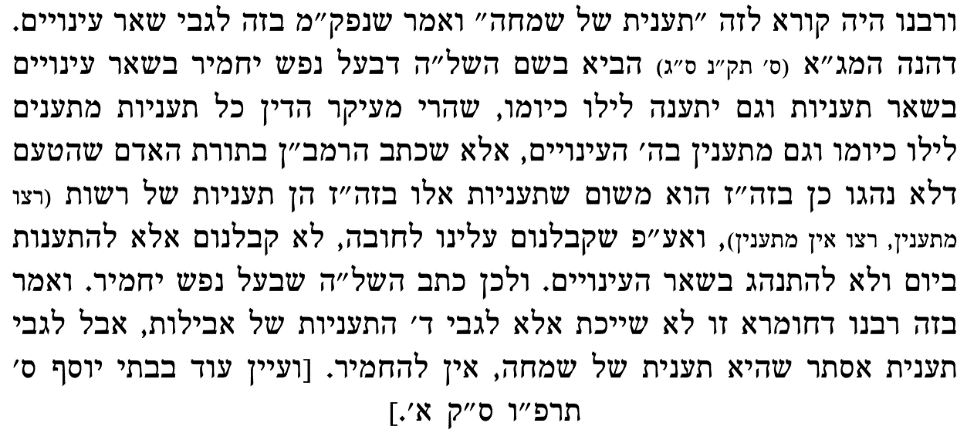 ורבנו היה קורא לזה "תענית של שמחה" ואמר שנפק"מ בזה לגבי שאר עינויים.
דהנה המג"א (ס' תק"נ ס"ג) הביא בשם השל"ה דבעל נפש יחמיר בשאר עינויים
בשאר תעניות וגם יתענה לילו כיומו, שהרי מעיקר הדין כל תעניות מתענים
לילו כיומו וגם מתענין בה' העינויים, אלא שכתב הרמב"ן בתורת האדם שהטעם
דלא נהגו כן בזה"ז הוא משום שתעניות אלו בזה"ז הן תעניות של רשות (רצו
מתענין, רצו אין מתענין), ואע"פ שקבלנום עלינו לחובה, לא קבלנום אלא להתענות
ביום ולא להתנהג בשאר העינויים. ולכן כתב השל"ה שבעל נפש יחמיר. ואמר
בזה רבנו דחומרא זו לא שייכת אלא לגבי ד' התעניות של אבילות, אבל לגבי
תענית אסתר שהיא תענית של שמחה, אין להחמיר. [ועיין עוד בבתי יוסף ס'
תרפ"ו ס"ק א'.]